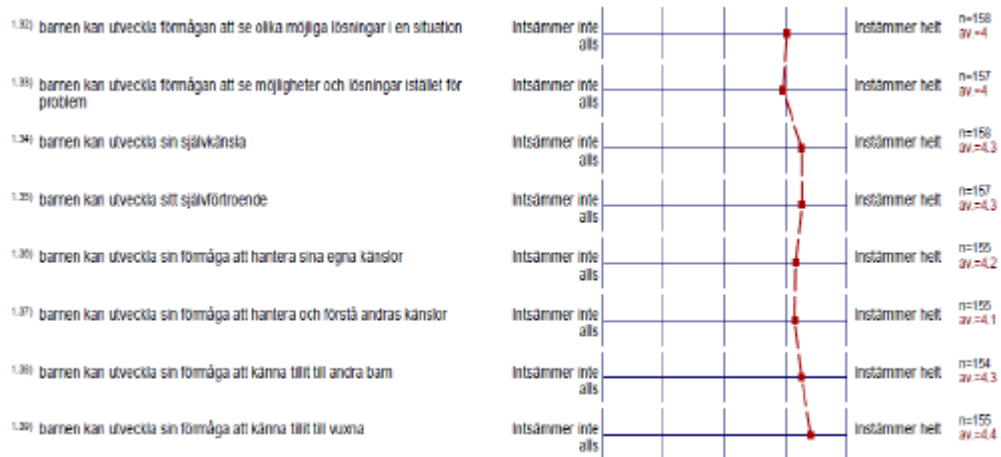 1.32) barnen kan utveckla förmågan att se olika möjliga lösningar i en situation Intsämmer inte alls Instämmer helt n=158 av.=4
1.33) barnen kan utveckla förmågan att se möjligheter och lösningar istället för problem Intsämmer inte alls Instämmer helt n=157 av.=4
1.34) barnen kan utveckla sin självkänsla Intsämmer inte alls Instämmer helt n=158 av.=4.3
1.35) barnen kan utveckla sitt självförtroende Intsämmer inte alls Instämmer helt n=157 av.=4.3
1.36) barnen kan utveckla sin förmåga att hantera sina egna känslor Intsämmer inte alls Instämmer helt n=155 av.=4.2
1.37) barnen kan utveckla sin förmåga att hantera och förstå andras känslor Intsämmer inte alls Instämmer helt n=155 av.=4.1
1.38) barnen kan utveckla sin förmåga att känna tillit till andra barn Intsämmer inte alls Instämmer helt n=154 av.=4.3
1.39) barnen kan utveckla sin förmåga att känna tillit till vuxna Intsämmer inte alls Instämmer helt n=155 av.=4.4